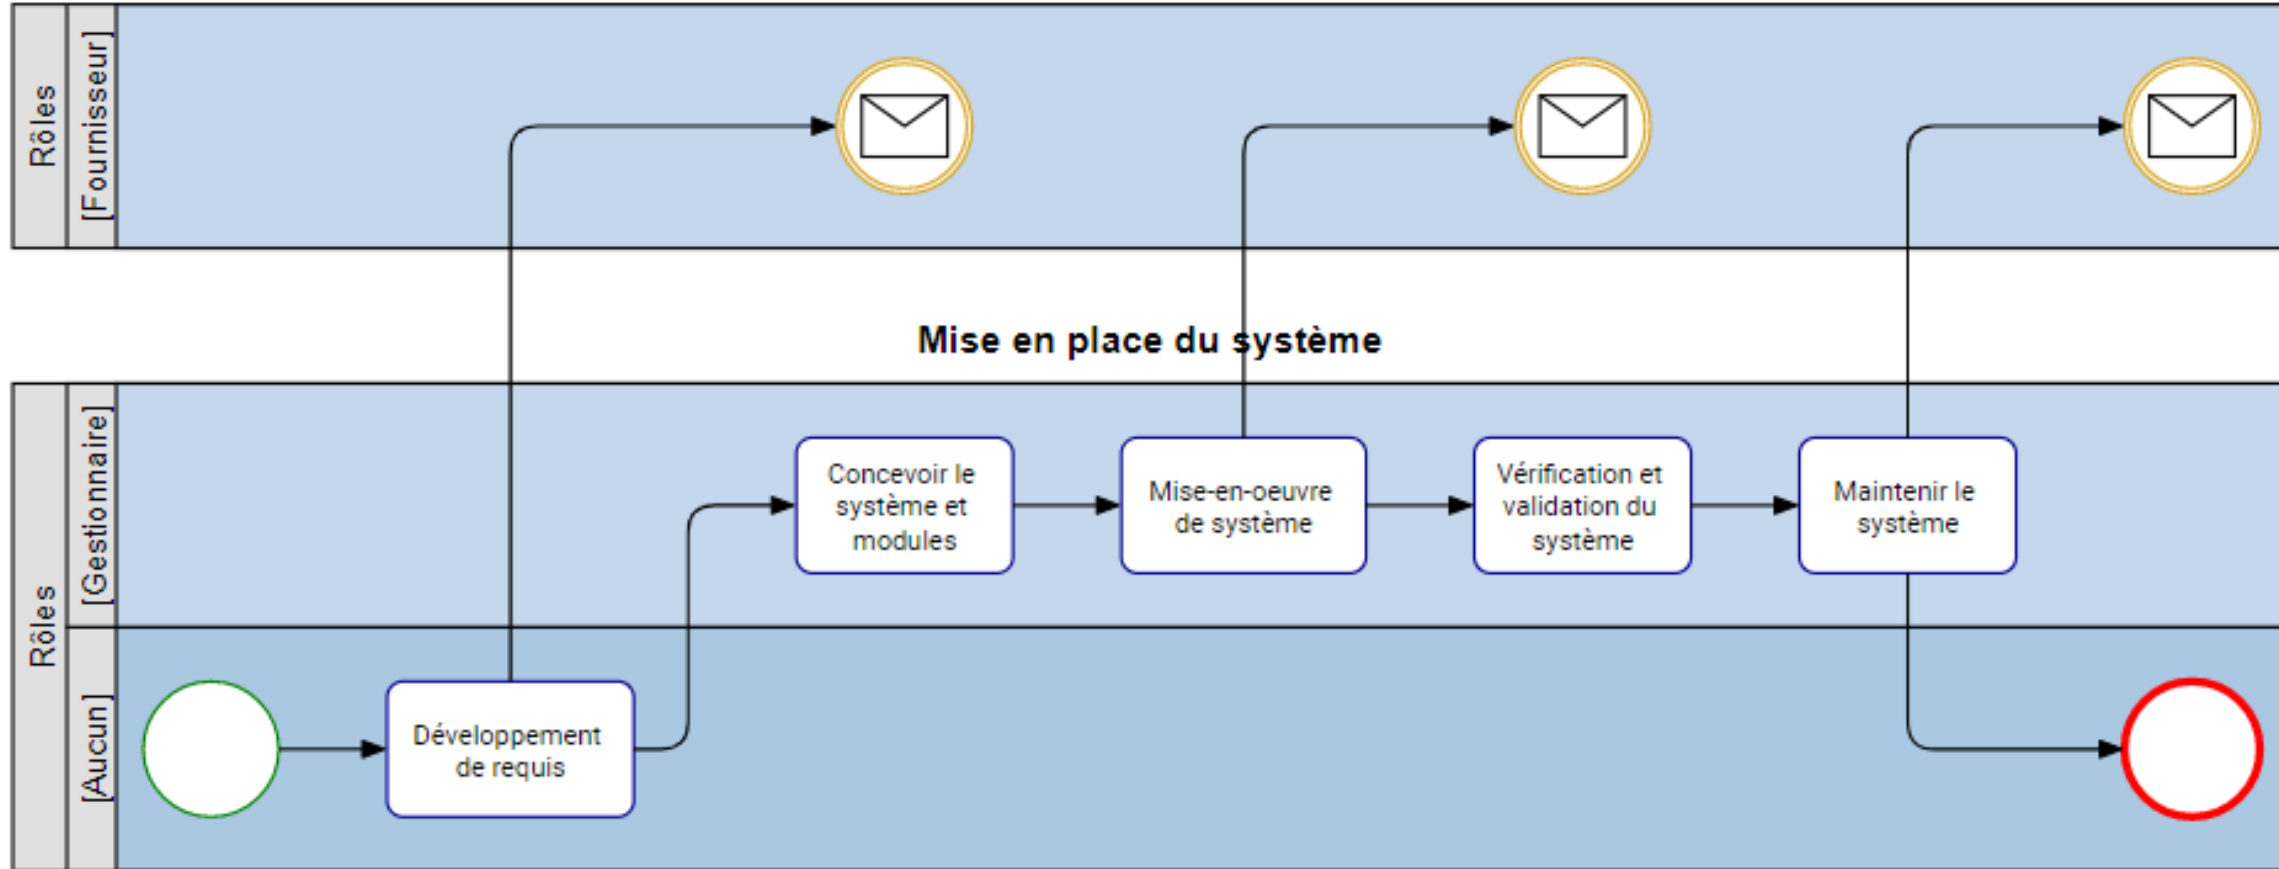 Rôles
[Fournisseur]
Mise en place du système
Rôles
[Gestionnaire]
Concevoir le
système et
modules
Mise-en-oeuvre
de système
Vérification et
validation du
système
Maintenir le
système
[Aucun]
Développement
de requis